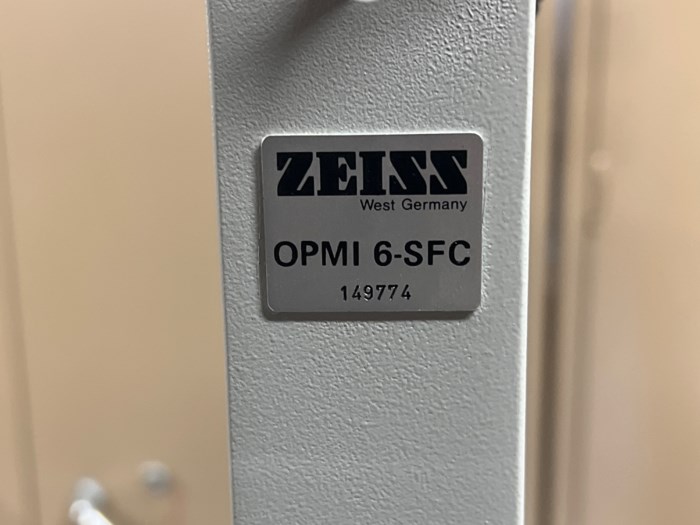 ZEISS
West Germany
OPMI 6-SFC
149774